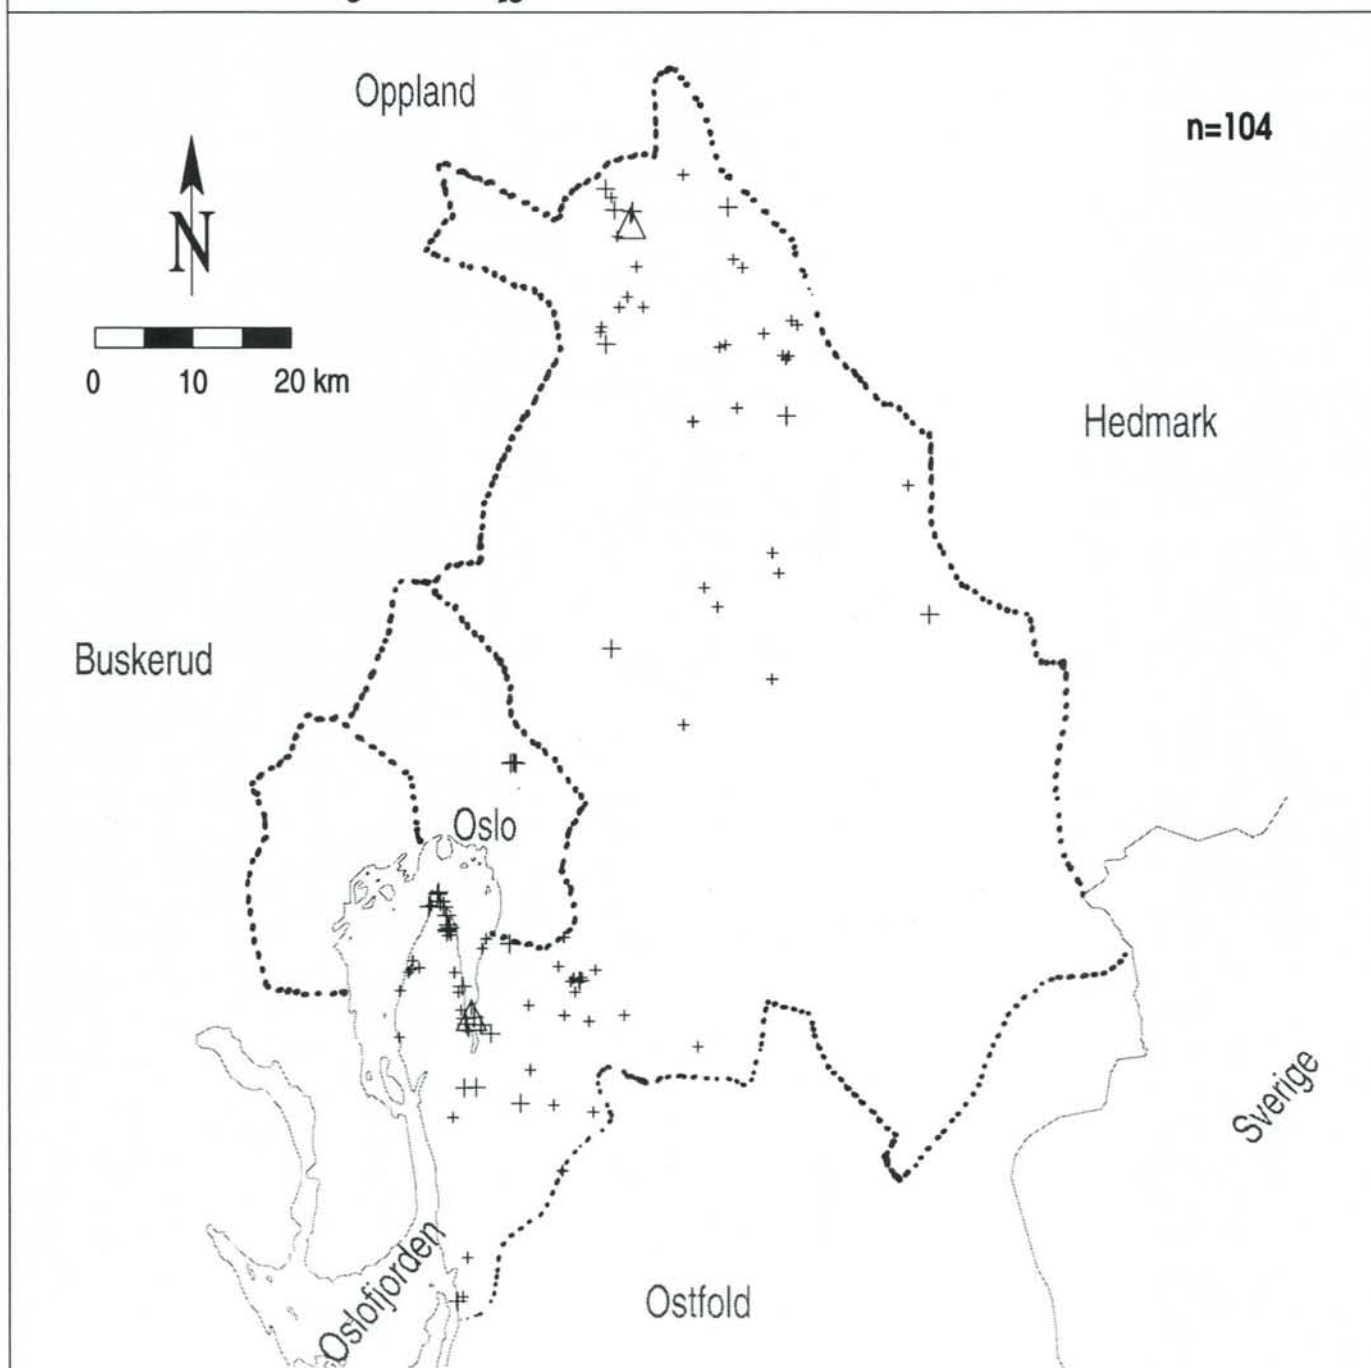 Oppland
n=104
N
0 10 20 km
Hedmark
Buskerud
Oslo
Sverige
Oslofjorden
Ostfold